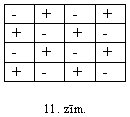 - + - +
+ - + -
- + - +
+ - + -
11. zīm.